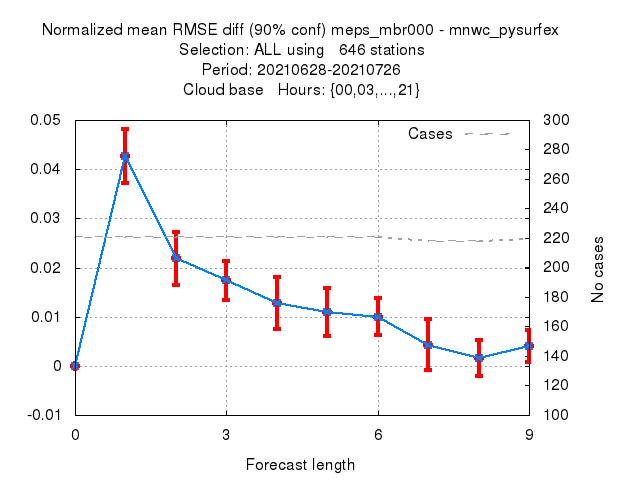 Normalized mean RMSE diff (90% conf) meps_mbr000 - mnwc_pysurfex
Selection: ALL using 646 stations
Period: 20210628-20210726
Cloud base Hours: {00,03,...,21}
Cases
0.05
0.04
0.03
0.02
0.01
0
-0.01
300
280
260
240
220
200
180
160
140
120
100
No cases
0 3 6 9
Forecast length